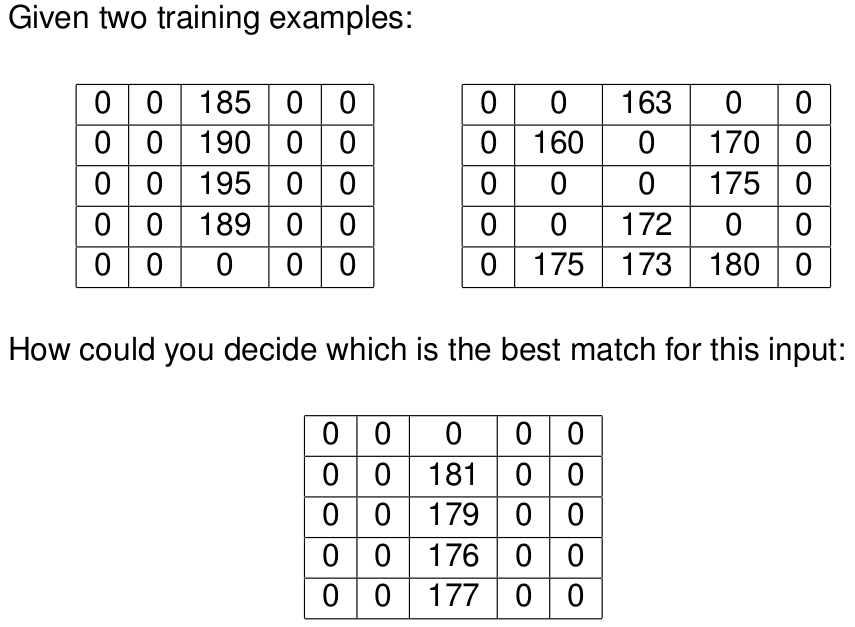 Given two training examples:
0 0 185 0 0 0 0 163 0 0
0 0 190 0 0 0 160 0 170 0
0 0 195 0 0 0 0 0 175 0
0 0 189 0 0 0 0 172 0 0
0 0 0 0 0 0 175 173 180 0
How could you decide which is the best match for this input:
0 0 0 0 0
0 0 181 0 0
0 0 179 0 0
0 0 176 0 0
0 0 177 0 0